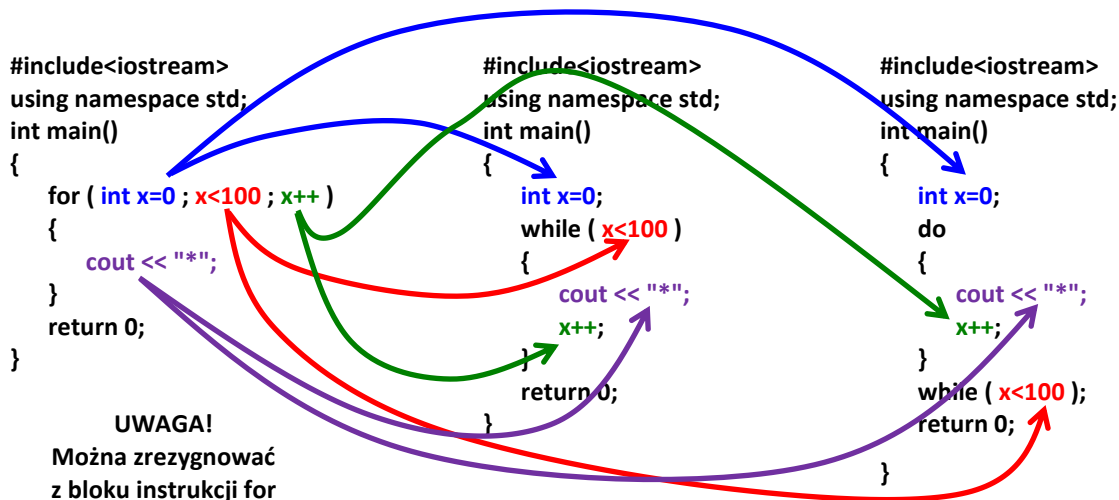 #include<iostream>
using namespace std;
int main()
{
for ( int x=0 ; x<100 ; x++ )
{
cout << "*";
}
return 0;
}
UWAGA!
Można zrezygnować
z bloku instrukcji for
#include<iostream>
using namespace std;
int main()
{
int x=0;
while ( x<100 )
{
cout << "*";
x++;
}
return 0;
}
#include<iostream>
using namespace std;
int main()
{
int x=0;
do
{
cout << "*";
x++;
}
while ( x<100 );
return 0;
}